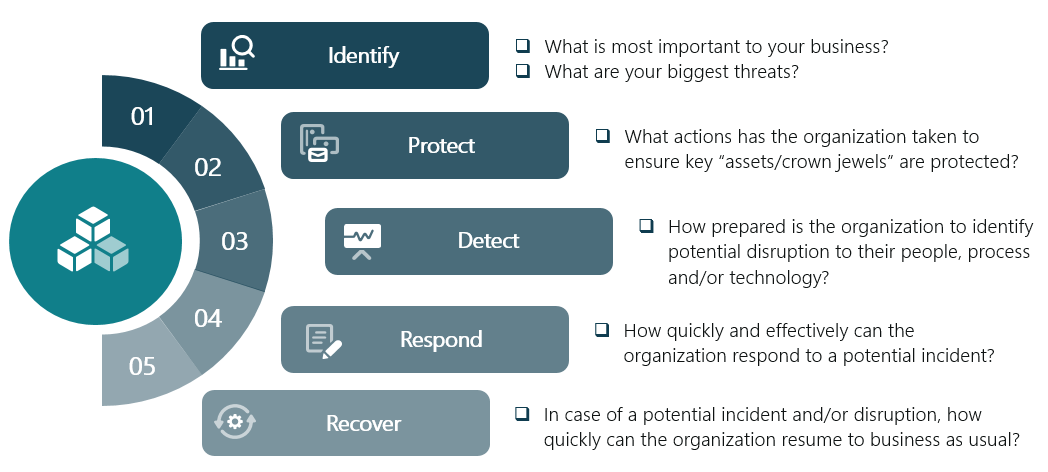 01
Identify
What is most important to your business?
What are your biggest threats?
02
Protect
What actions has the organization taken to
ensure key “assets/crown jewels” are protected?
03
Detect
How prepared is the organization to identify
potential disruption to their people, process
and/or technology?
04
Respond
How quickly and effectively can the
organization respond to a potential incident?
05
Recover
In case of a potential incident and/or disruption, how
quickly can the organization resume to business as usual?